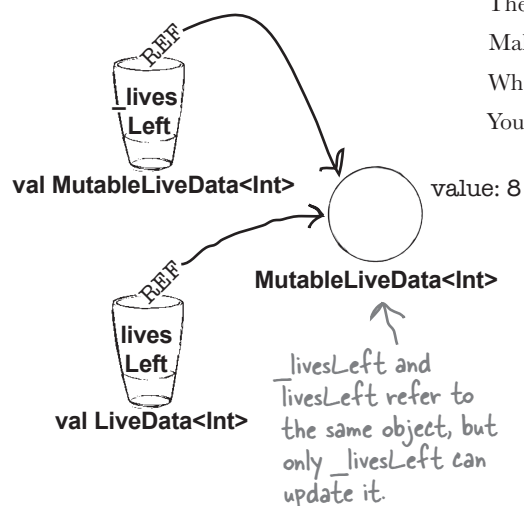 The
Mal
Wh
You
REF
_lives
Left
val MutableLiveData<Int>
value: 8
MutableLiveData<Int>
REF
lives
Left
val LiveData<Int>
_livesLeft and
livesLeft refer to
the same object, but
only _livesLeft can
update it.